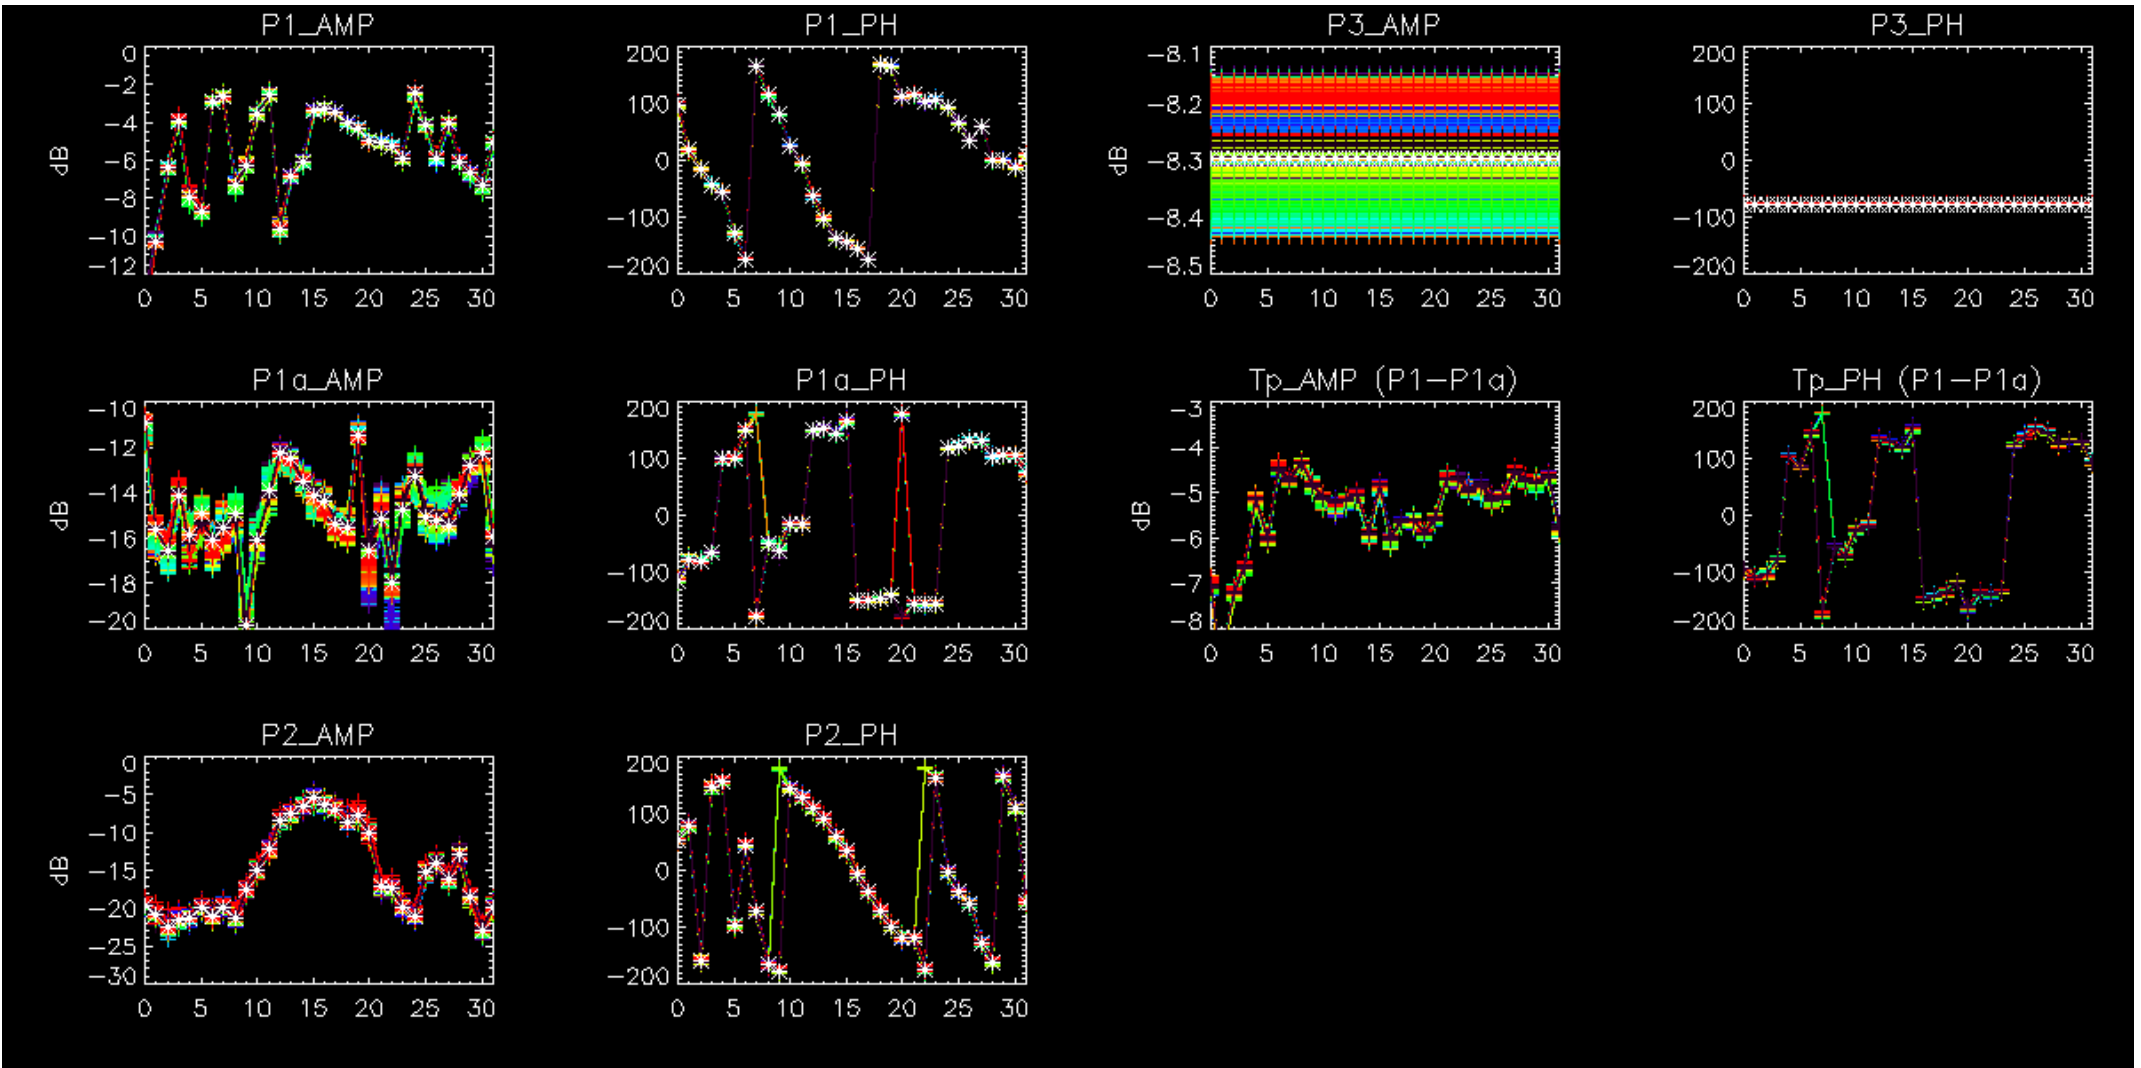 P1_AMP
0
−2
−4
−6
−8
−10
−12
dB
0 5 10 15 20 25 30
P1_PH
200
100
0
−100
−200
0 5 10 15 20 25 30
P3_AMP
−8.1
−8.2
−8.3
−8.4
−8.5
dB
0 5 10 15 20 25 30
P3_PH
200
100
0
−100
−200
0 5 10 15 20 25 30
P1a_AMP
−10
−12
−14
−16
−18
−20
dB
0 5 10 15 20 25 30
P1a_PH
200
100
0
−100
−200
0 5 10 15 20 25 30
Tp_AMP (P1−P1a)
−3
−4
−5
−6
−7
−8
dB
0 5 10 15 20 25 30
Tp_PH (P1−P1a)
200
100
0
−100
−200
0 5 10 15 20 25 30
P2_AMP
0
−5
−10
−15
−20
−25
−30
dB
0 5 10 15 20 25 30
P2_PH
200
100
0
−100
−200
0 5 10 15 20 25 30